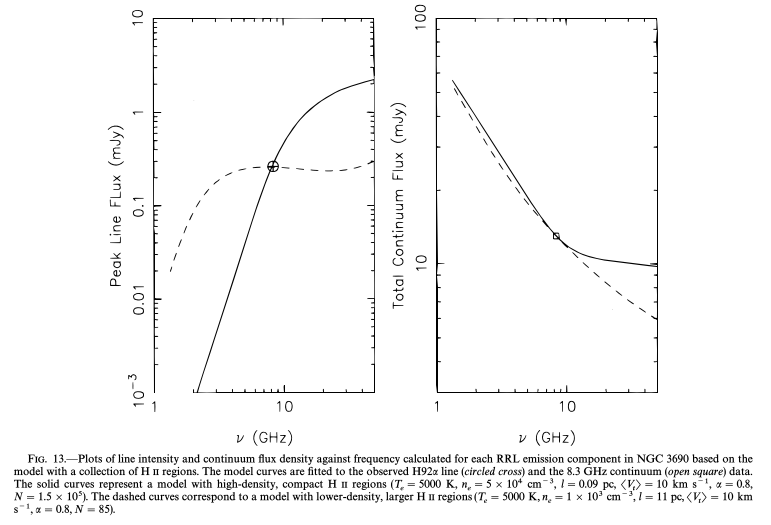 10
1
0.1
0.01
10⁻³
Peak Line FLux (mJy)
1
10
ν (GHz)
100
10
Total Continuum Flux (mJy)
1
10
ν (GHz)
FIG. 13.—Plots of line intensity and continuum flux density against frequency calculated for each RRL emission component in NGC 3690 based on the
model with a collection of H II regions. The model curves are fitted to the observed H92α line (circled cross) and the 8.3 GHz continuum (open square) data.
The solid curves represent a model with high-density, compact H II regions (Tₑ = 5000 K, nₑ = 5 × 10⁴ cm⁻³, l = 0.09 pc, ⟨Vₜ⟩ = 10 km s⁻¹, α = 0.8,
N = 1.5 × 10⁵). The dashed curves correspond to a model with lower-density, larger H II regions (Tₑ = 5000 K, nₑ = 1 × 10³ cm⁻³, l = 11 pc, ⟨Vₜ⟩ = 10 km
s⁻¹, α = 0.8, N = 85).